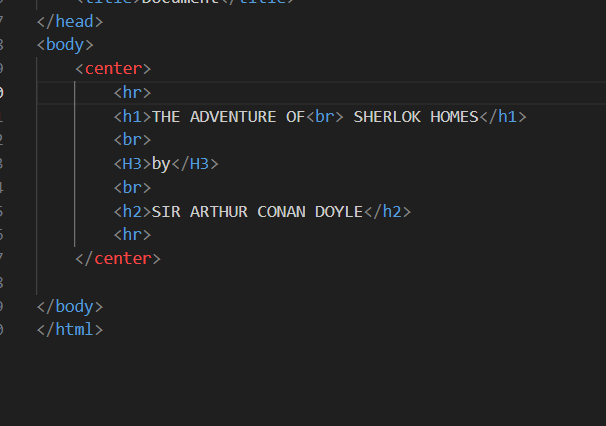 <title>Document</title>
</head>
<body>
<center>
<hr>
<h1>THE ADVENTURE OF<br> SHERLOK HOMES</h1>
<br>
<H3>by</H3>
<br>
<h2>SIR ARTHUR CONAN DOYLE</h2>
<hr>
</center>
</body>
</html>